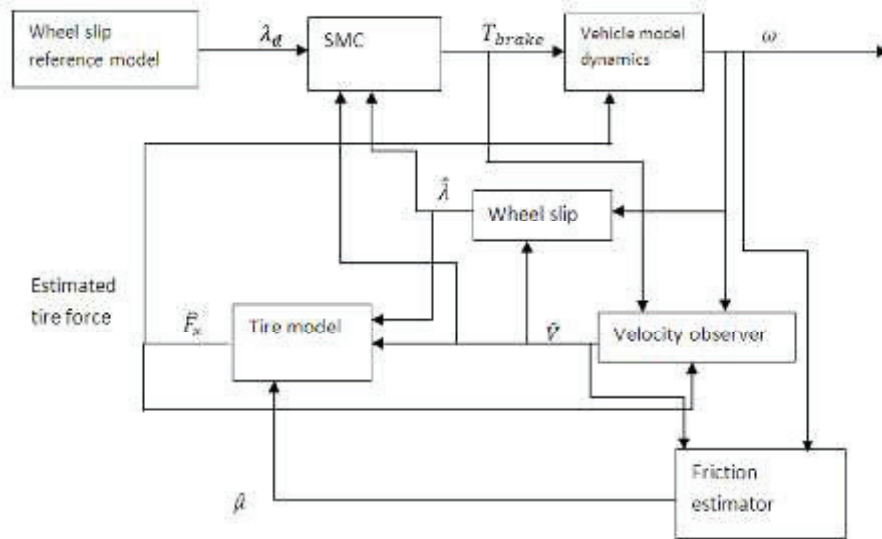 Wheel slip
reference model
λ̂_d
SMC
T_brake
Vehicle model
dynamics
ω
λ̂
Wheel slip
Estimated
tire force
F̂_x
Tire model
v̂
Velocity observer
Friction
estimator
μ̂